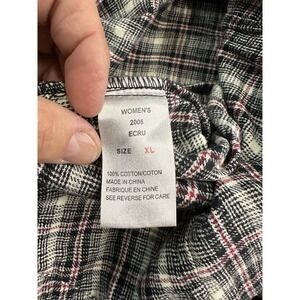 WOMEN'S
2006
ECRU
SIZE XL
100% COTTON/COTON
MADE IN CHINA
FABRIQUE EN CHINE
SEE REVERSE FOR CARE